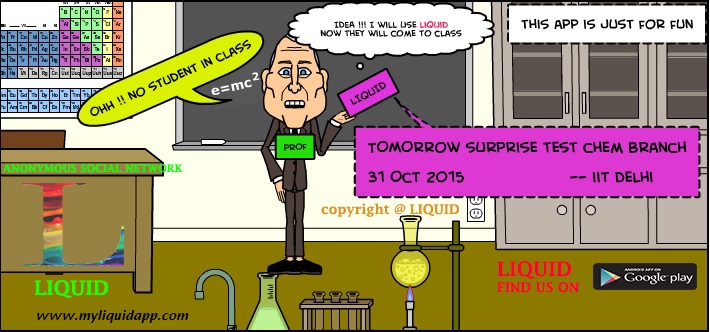 OHH !! NO STUDENT IN CLASS
IDEA !!! I WILL USE LIQUID
NOW THEY WILL COME TO CLASS
THIS APP IS JUST FOR FUN
e=mc²
LIQUID
PROF
TOMORROW SURPRISE TEST CHEM BRANCH
31 OCT 2015 -- IIT DELHI
ANONYMOUS SOCIAL NETWORK
L
LIQUID
www.myliquidapp.com
copyright @ LIQUID
LIQUID
FIND US ON
ANDROID APP ON
Google play